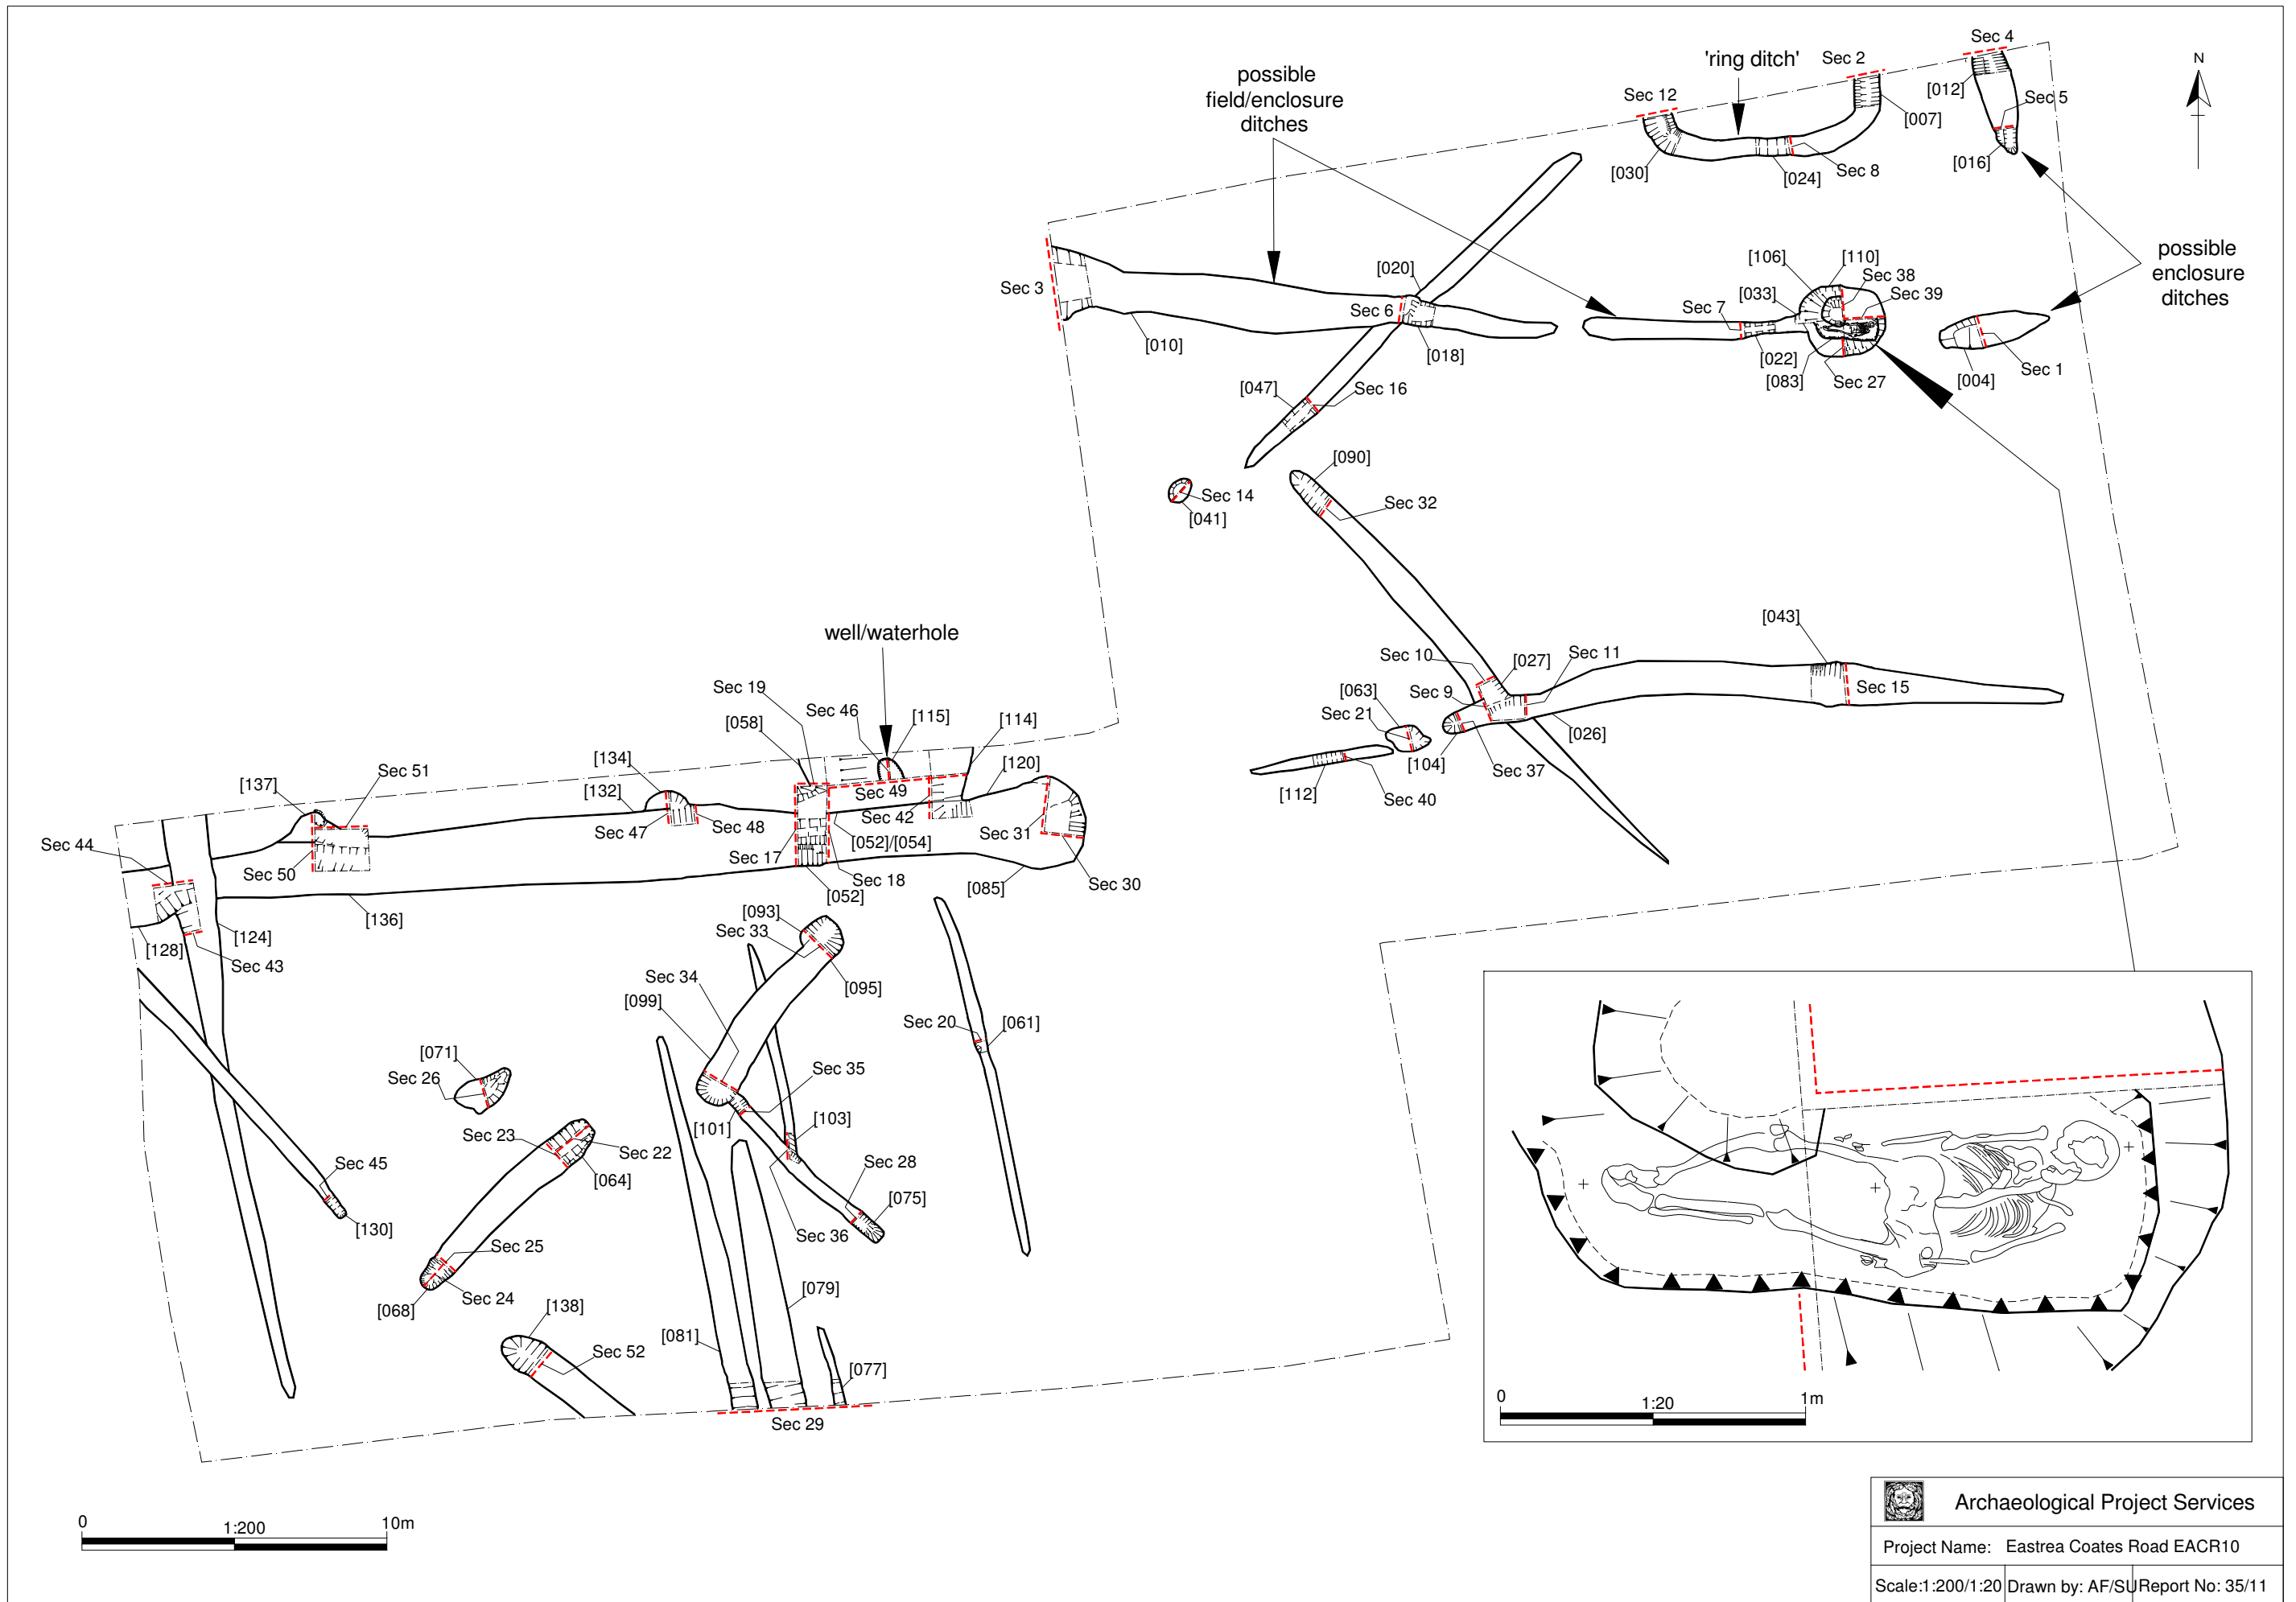 Sec 4
'ring ditch'
Sec 2
N
possible
field/enclosure
ditches
Sec 12
[012]
Sec 5
[007]
[016]
[030]
[024]
Sec 8
possible
enclosure
ditches
[106]
[110]
Sec 38
[020]
Sec 3
[033]
Sec 39
Sec 7
Sec 6
[010]
[018]
[022]
[083]
Sec 27
[004]
Sec 1
[047]
Sec 16
[090]
Sec 14
[041]
Sec 32
[043]
well/waterhole
Sec 10
[027]
Sec 11
Sec 19
[063]
Sec 9
Sec 15
Sec 46
[115]
[114]
Sec 21
[058]
[026]
[104]
Sec 37
[134]
[120]
Sec 51
[137]
[132]
Sec 49
[112]
Sec 40
Sec 42
Sec 47
Sec 48
Sec 31
Sec 44
[052]/[054]
Sec 17
Sec 50
Sec 18
[085]
Sec 30
[052]
[136]
[093]
[128]
[124]
Sec 33
Sec 43
Sec 34
[095]
[099]
Sec 20
[061]
[071]
Sec 26
Sec 35
[101]
[103]
Sec 23
Sec 22
Sec 45
Sec 28
[064]
[075]
[130]
Sec 36
Sec 25
[079]
[068]
Sec 24
[138]
[081]
Sec 52
[077]
Sec 29
0
1:20
1m
0
1:200
10m
Archaeological Project Services
Project Name: Eastrea Coates Road EACR10
Scale:1:200/1:20 Drawn by: AF/SU Report No: 35/11